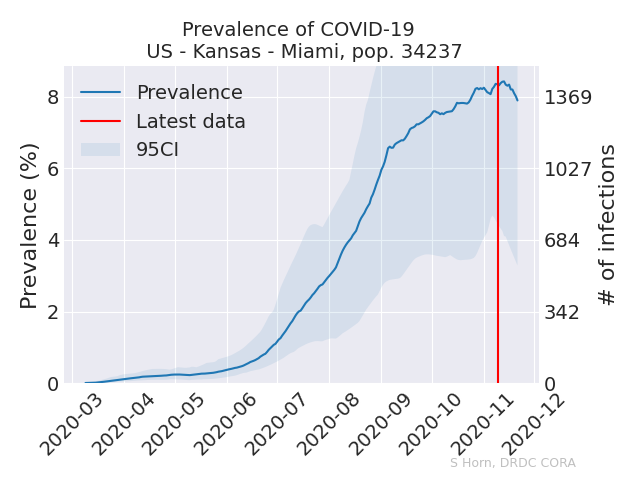 Prevalence of COVID-19
US - Kansas - Miami, pop. 34237
Prevalence
Latest data
95CI
Prevalence (%)
8
6
4
2
0
1369
1027
684
342
0
# of infections
2020-03
2020-04
2020-05
2020-06
2020-07
2020-08
2020-09
2020-10
2020-11
2020-12
S Horn, DRDC CORA